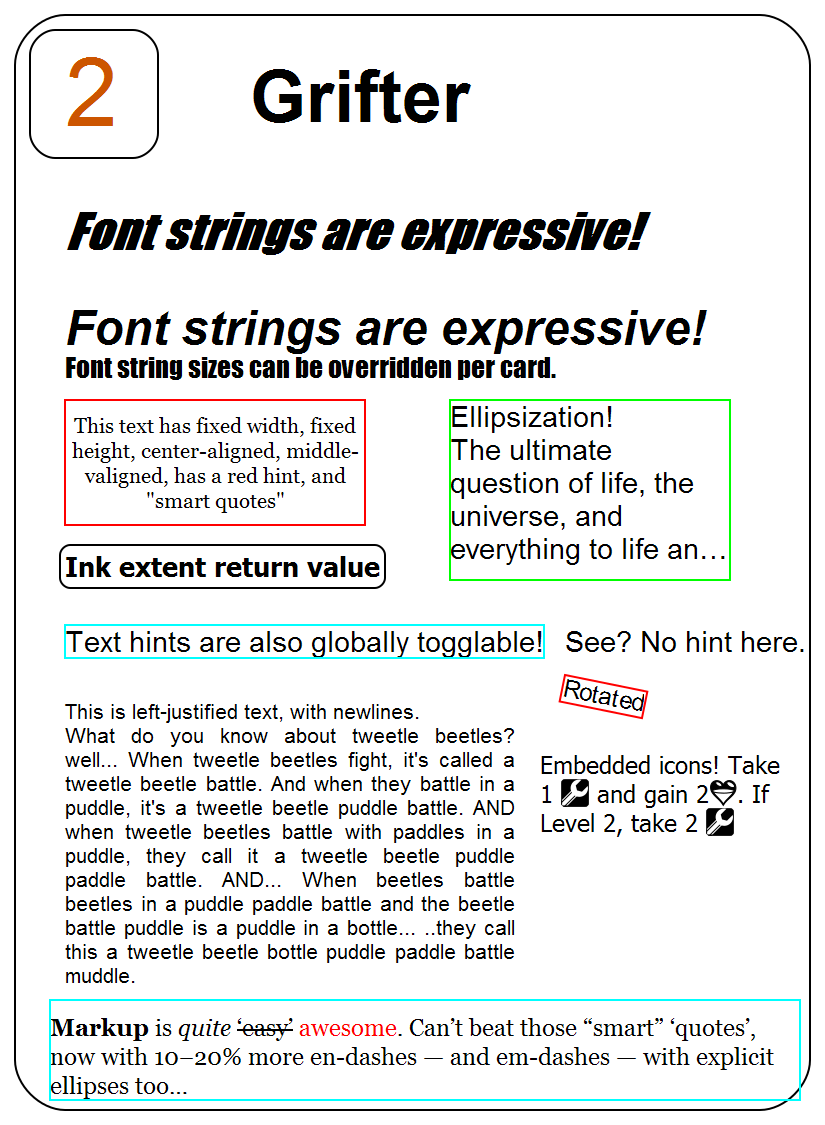 2
Grifter
Font strings are expressive!
Font strings are expressive!
Font string sizes can be overridden per card.
This text has fixed width, fixed
height, center-aligned, middle-
valigned, has a red hint, and
"smart quotes"
Ellipsization!
The ultimate
question of life, the
universe, and
everything to life an…
Ink extent return value
Text hints are also globally togglable!
See? No hint here.
Rotated
This is left-justified text, with newlines.
What do you know about tweetle beetles?
well... When tweetle beetles fight, it's called a
tweetle beetle battle. And when they battle in a
puddle, it's a tweetle beetle puddle battle. AND
when tweetle beetles battle with paddles in a
puddle, they call it a tweetle beetle puddle
paddle battle. AND... When beetles battle
beetles in a puddle paddle battle and the beetle
battle puddle is a puddle in a bottle... ..they call
this a tweetle beetle bottle puddle paddle battle
muddle.
Embedded icons! Take
1 and gain 2. If
Level 2, take 2
Markup is quite ‘easy’ awesome. Can’t beat those “smart” ‘quotes’,
now with 10–20% more en-dashes — and em-dashes — with explicit
ellipses too…